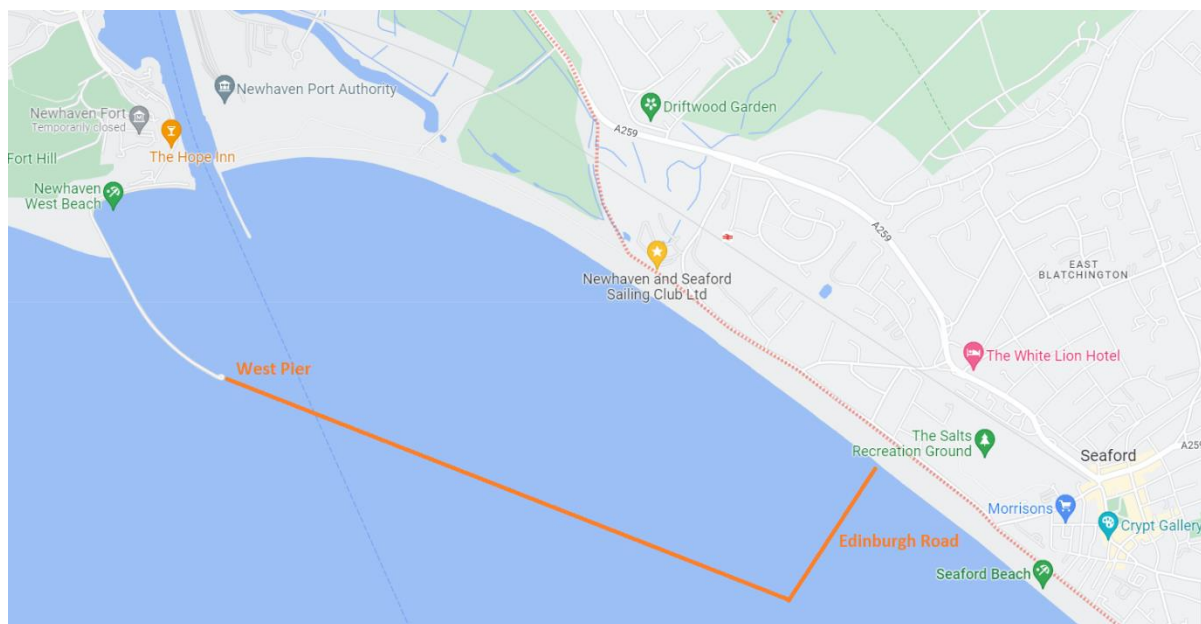 Newhaven Port Authority
Newhaven Fort
Temporarily closed
The Hope Inn
Fort Hill
Newhaven
West Beach
Driftwood Garden
A259
A259
Newhaven and Seaford
Sailing Club Ltd
EAST
BLATCHINGTON
The White Lion Hotel
West Pier
The Salts
Recreation Ground
Seaford
A259
Morrisons
Crypt Gallery
Edinburgh Road
Seaford Beach